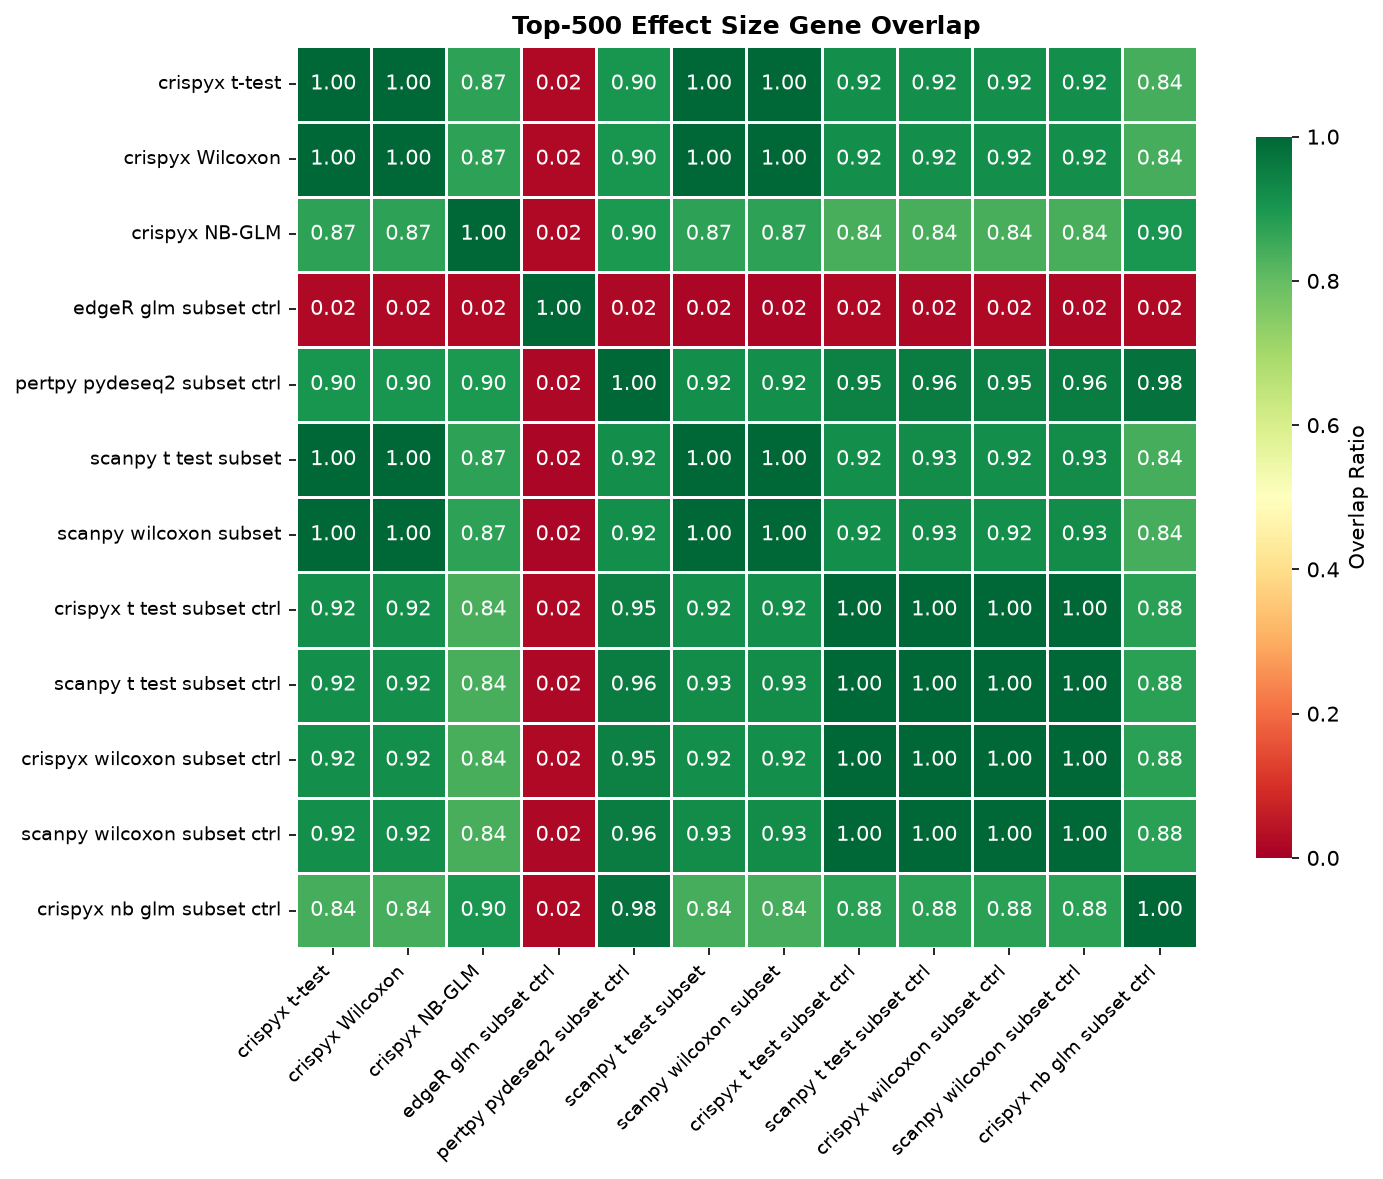 Top-500 Effect Size Gene Overlap
crispyx t-test 1.00 1.00 0.87 0.02 0.90 1.00 1.00 0.92 0.92 0.92 0.92 0.84
crispyx Wilcoxon 1.00 1.00 0.87 0.02 0.90 1.00 1.00 0.92 0.92 0.92 0.92 0.84
crispyx NB-GLM 0.87 0.87 1.00 0.02 0.90 0.87 0.87 0.84 0.84 0.84 0.84 0.90
edgeR glm subset ctrl 0.02 0.02 0.02 1.00 0.02 0.02 0.02 0.02 0.02 0.02 0.02 0.02
pertpy pydeseq2 subset ctrl 0.90 0.90 0.90 0.02 1.00 0.92 0.92 0.95 0.96 0.95 0.96 0.98
scanpy t test subset 1.00 1.00 0.87 0.02 0.92 1.00 1.00 0.92 0.93 0.92 0.93 0.84
scanpy wilcoxon subset 1.00 1.00 0.87 0.02 0.92 1.00 1.00 0.92 0.93 0.92 0.93 0.84
crispyx t test subset ctrl 0.92 0.92 0.84 0.02 0.95 0.92 0.92 1.00 1.00 1.00 1.00 0.88
scanpy t test subset ctrl 0.92 0.92 0.84 0.02 0.96 0.93 0.93 1.00 1.00 1.00 1.00 0.88
crispyx wilcoxon subset ctrl 0.92 0.92 0.84 0.02 0.95 0.92 0.92 1.00 1.00 1.00 1.00 0.88
scanpy wilcoxon subset ctrl 0.92 0.92 0.84 0.02 0.96 0.93 0.93 1.00 1.00 1.00 1.00 0.88
crispyx nb glm subset ctrl 0.84 0.84 0.90 0.02 0.98 0.84 0.84 0.88 0.88 0.88 0.88 1.00
crispyx t-test
crispyx Wilcoxon
crispyx NB-GLM
edgeR glm subset ctrl
pertpy pydeseq2 subset ctrl
scanpy t test subset
scanpy wilcoxon subset
crispyx t test subset ctrl
scanpy t test subset ctrl
crispyx wilcoxon subset ctrl
scanpy wilcoxon subset ctrl
crispyx nb glm subset ctrl
1.0
0.8
0.6
0.4
0.2
0.0
Overlap Ratio